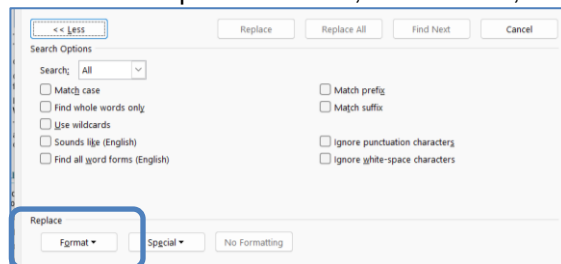 << Less Replace Replace All Find Next Cancel
Search Options
Search: All
Match case Match prefix
Find whole words only Match suffix
Use wildcards
Sounds like (English) Ignore punctuation characters
Find all word forms (English) Ignore white-space characters
Replace
Format Special No Formatting